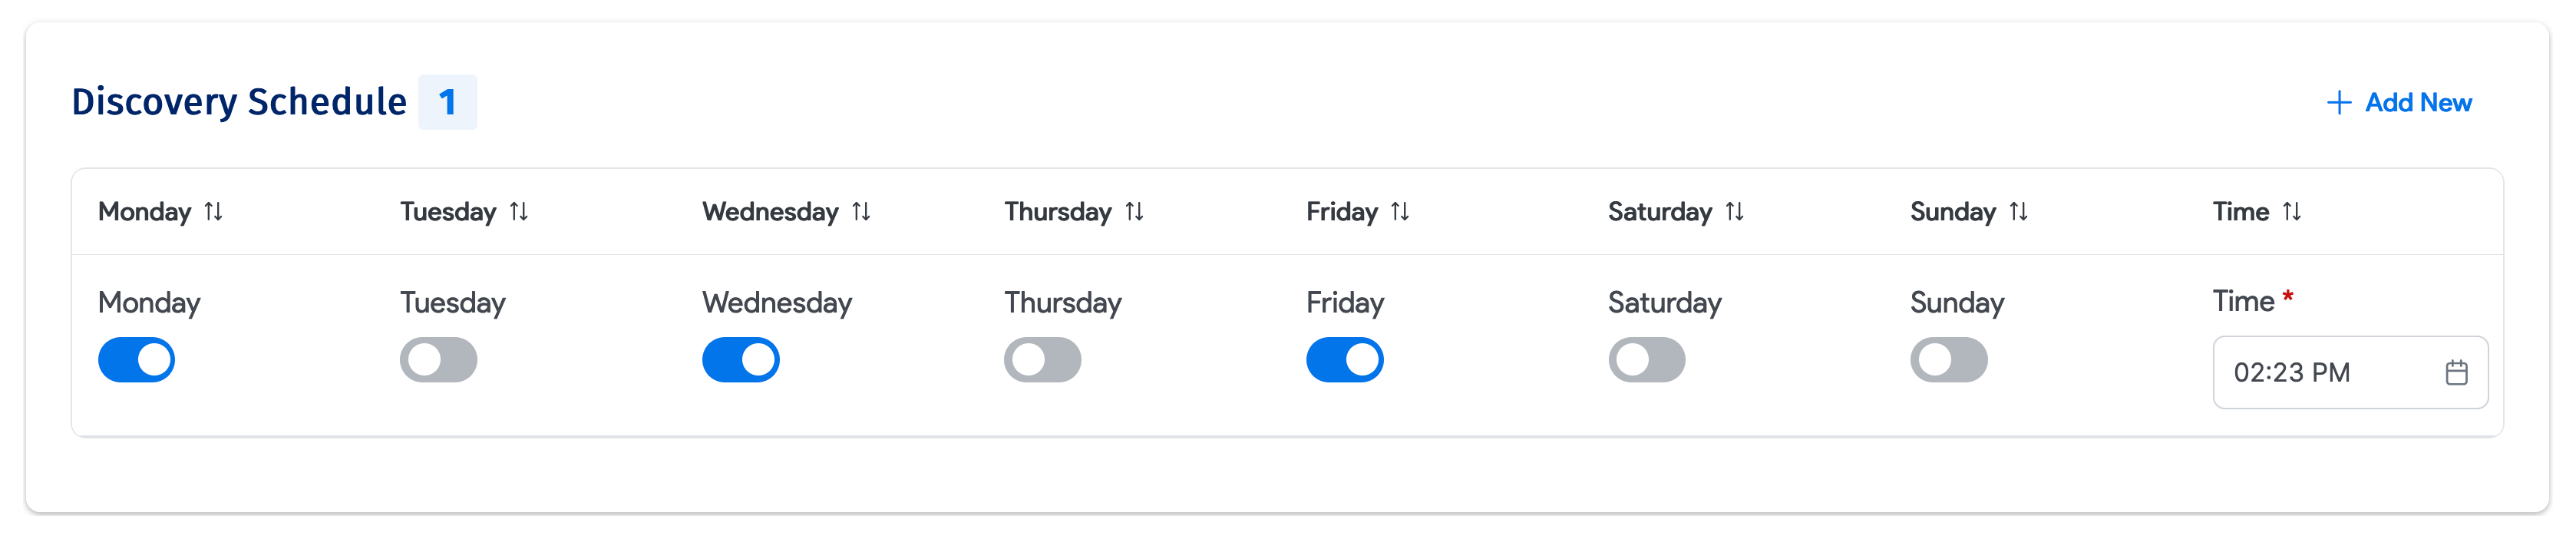 Discovery Schedule 1
Add New
Monday Tuesday Wednesday Thursday Friday Saturday Sunday Time
Monday Tuesday Wednesday Thursday Friday Saturday Sunday Time *
02:23 PM